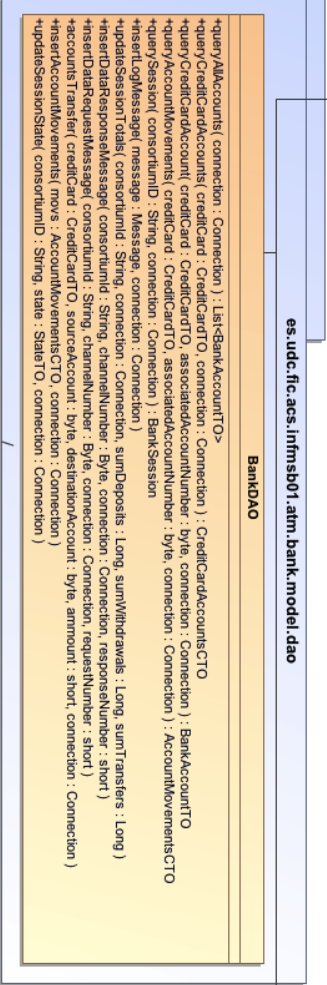 es.udc.fic.acs.infmsb01.atm.bank.model.dao
BankDAO
+queryAllAccounts( connection : Connection ) : List<BankAccountTO>
+queryCreditCardAccounts( creditCard : CreditCardTO, connection : Connection ) : CreditCardAccountsCTO
+queryCreditCardAccount( creditCard : CreditCardTO, associatedAccountNumber : byte, connection : Connection ) : BankAccountTO
+queryAccountMovements( creditCard : CreditCardTO, associatedAccountNumber : byte, connection : Connection ) : AccountMovementsCTO
+querySession( consortiumID : String, connection : Connection ) : BankSession
+insertLogMessage( message : Message, connection : Connection )
+updateSessionTotals( consortiumId : String, connection : Connection, sumDeposits : Long, sumWithdrawals : Long, sumTransfers : Long )
+insertDataResponseMessage( consortiumId : String, channelNumber : Byte, connection : Connection, responseNumber : short )
+insertDataRequestMessage( consortiumId : String, channelNumber : Byte, connection : Connection, requestNumber : short )
+accountsTransfer( creditCard : CreditCardTO, sourceAccount : byte, destinationAccount : byte, ammount : short, connection : Connection )
+insertAccountMovements( movs : AccountMovementsCTO, connection : Connection )
+updateSessionState( consortiumID : String, state : StateTO, connection : Connection )